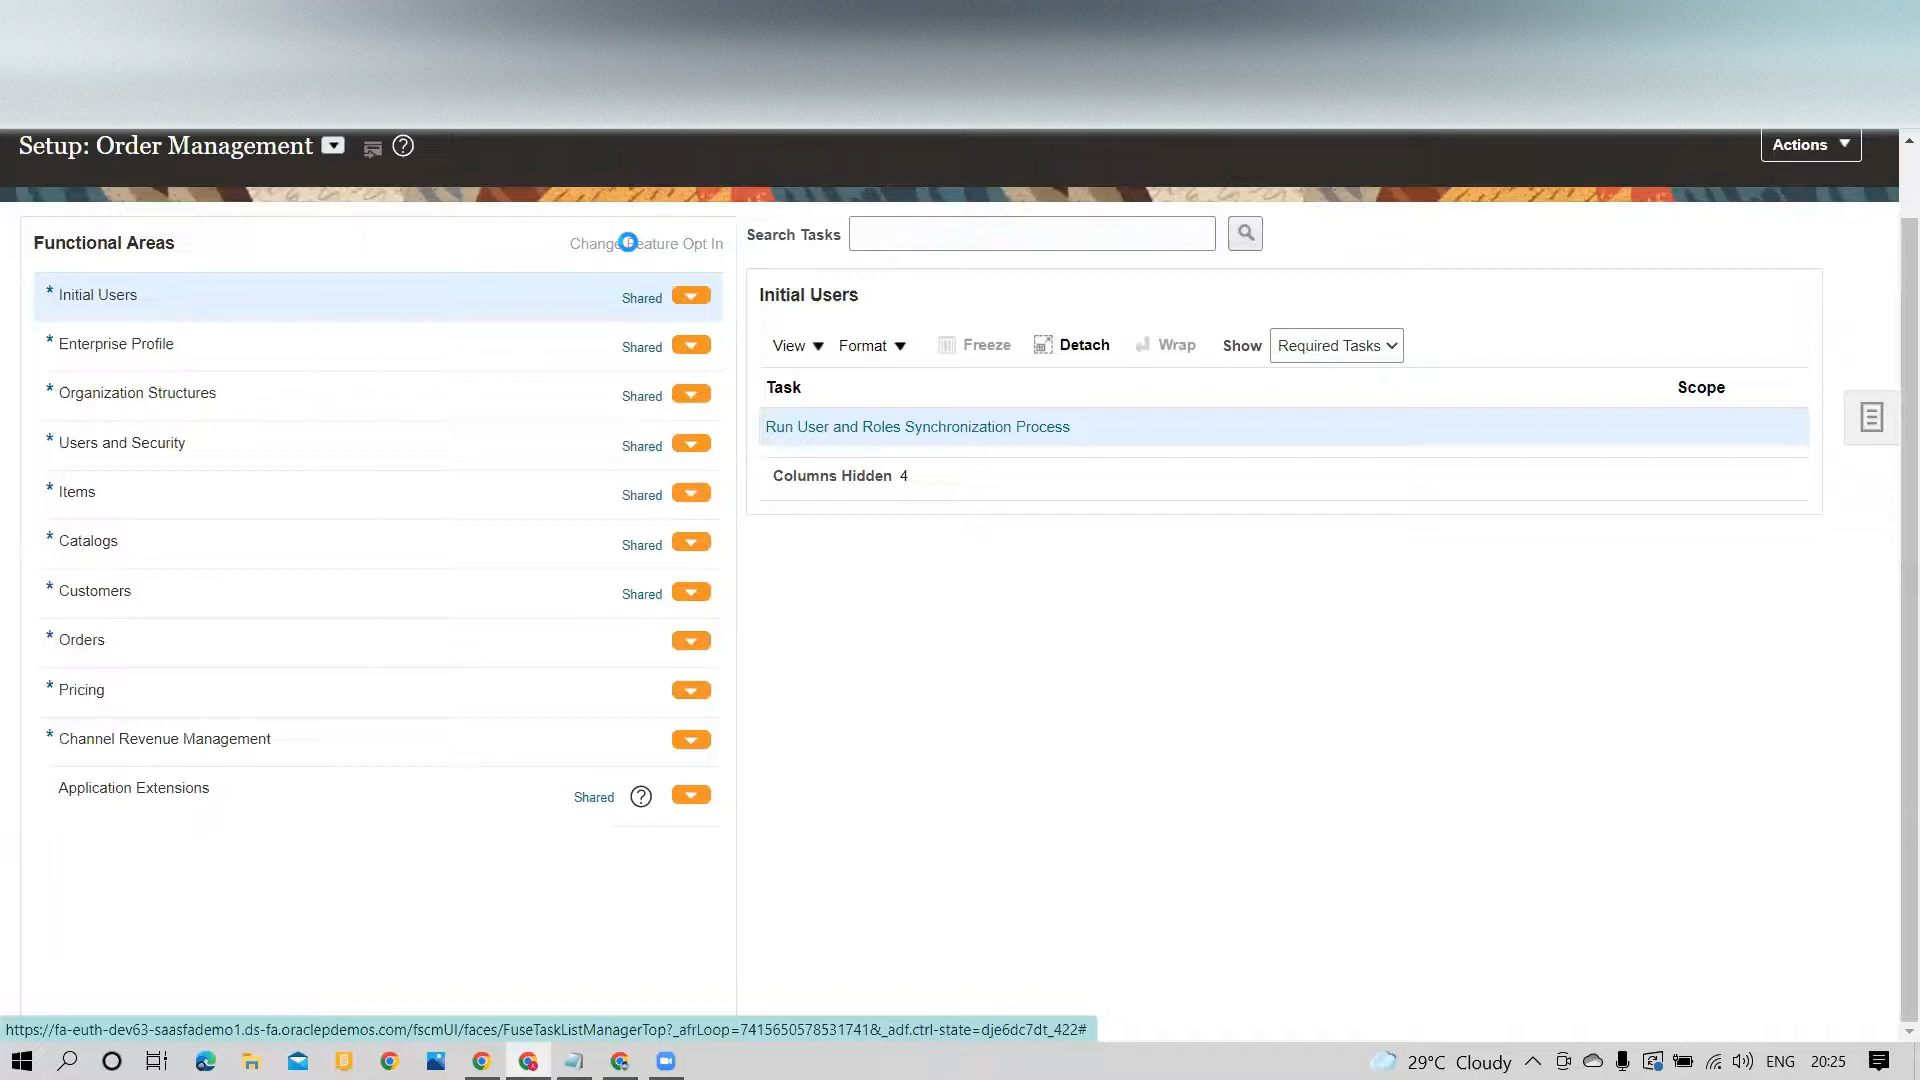 Setup: Order Management
Actions
Functional Areas
Change Feature Opt In
* Initial Users Shared
* Enterprise Profile Shared
* Organization Structures Shared
* Users and Security Shared
* Items Shared
* Catalogs Shared
* Customers Shared
* Orders
* Pricing
* Channel Revenue Management
Application Extensions Shared ?
Search Tasks
Initial Users
View Format Freeze Detach Wrap Show Required Tasks
Task Scope
Run User and Roles Synchronization Process
Columns Hidden 4
https://fa-euth-dev63-saasfademo1.ds-fa.oraclepdemos.com/fscmUI/faces/FuseTaskListManagerTop?_afrLoop=7415650578531741&_adf.ctrl-state=dje6dc7dt_422#
29°C Cloudy ENG 20:25